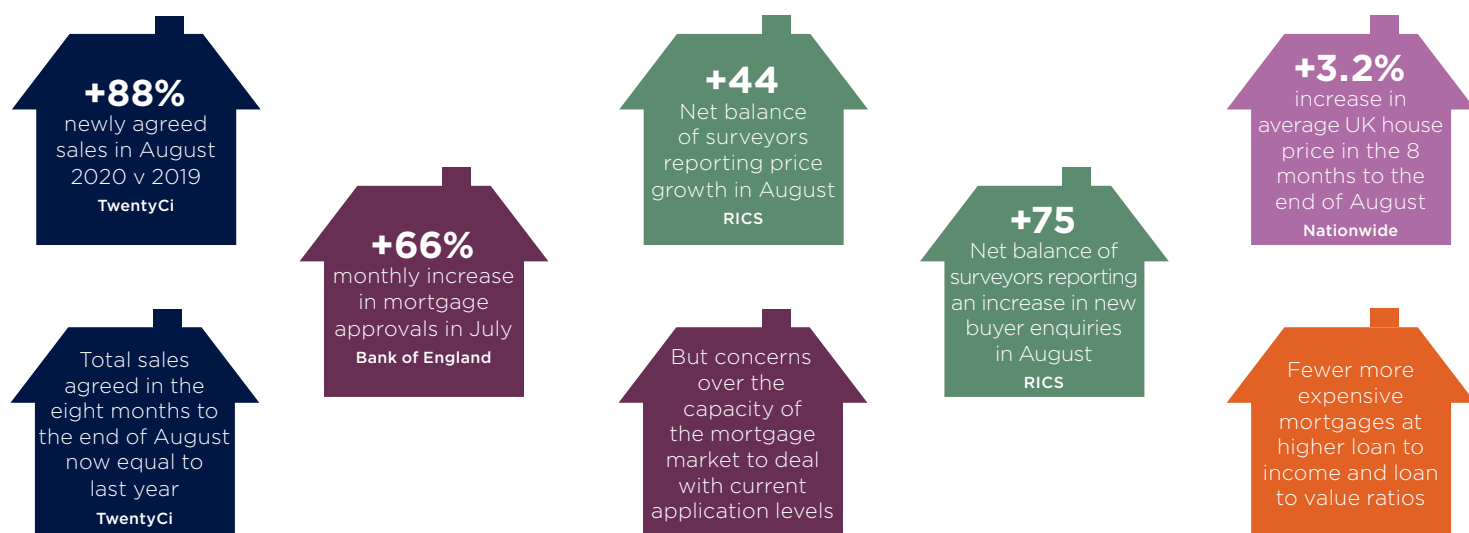 +88%
newly agreed
sales in August
2020 v 2019
TwentyCi
Total sales
agreed in the
eight months to
the end of August
now equal to
last year
TwentyCi
+66%
monthly increase
in mortgage
approvals in July
Bank of England
+44
Net balance
of surveyors
reporting price
growth in August
RICS
But concerns
over the
capacity of
the mortgage
market to deal
with current
application levels
+75
Net balance of
surveyors reporting
an increase in new
buyer enquiries
in August
RICS
+3.2%
increase in
average UK house
price in the 8
months to the
end of August
Nationwide
Fewer more
expensive
mortgages at
higher loan to
income and loan
to value ratios